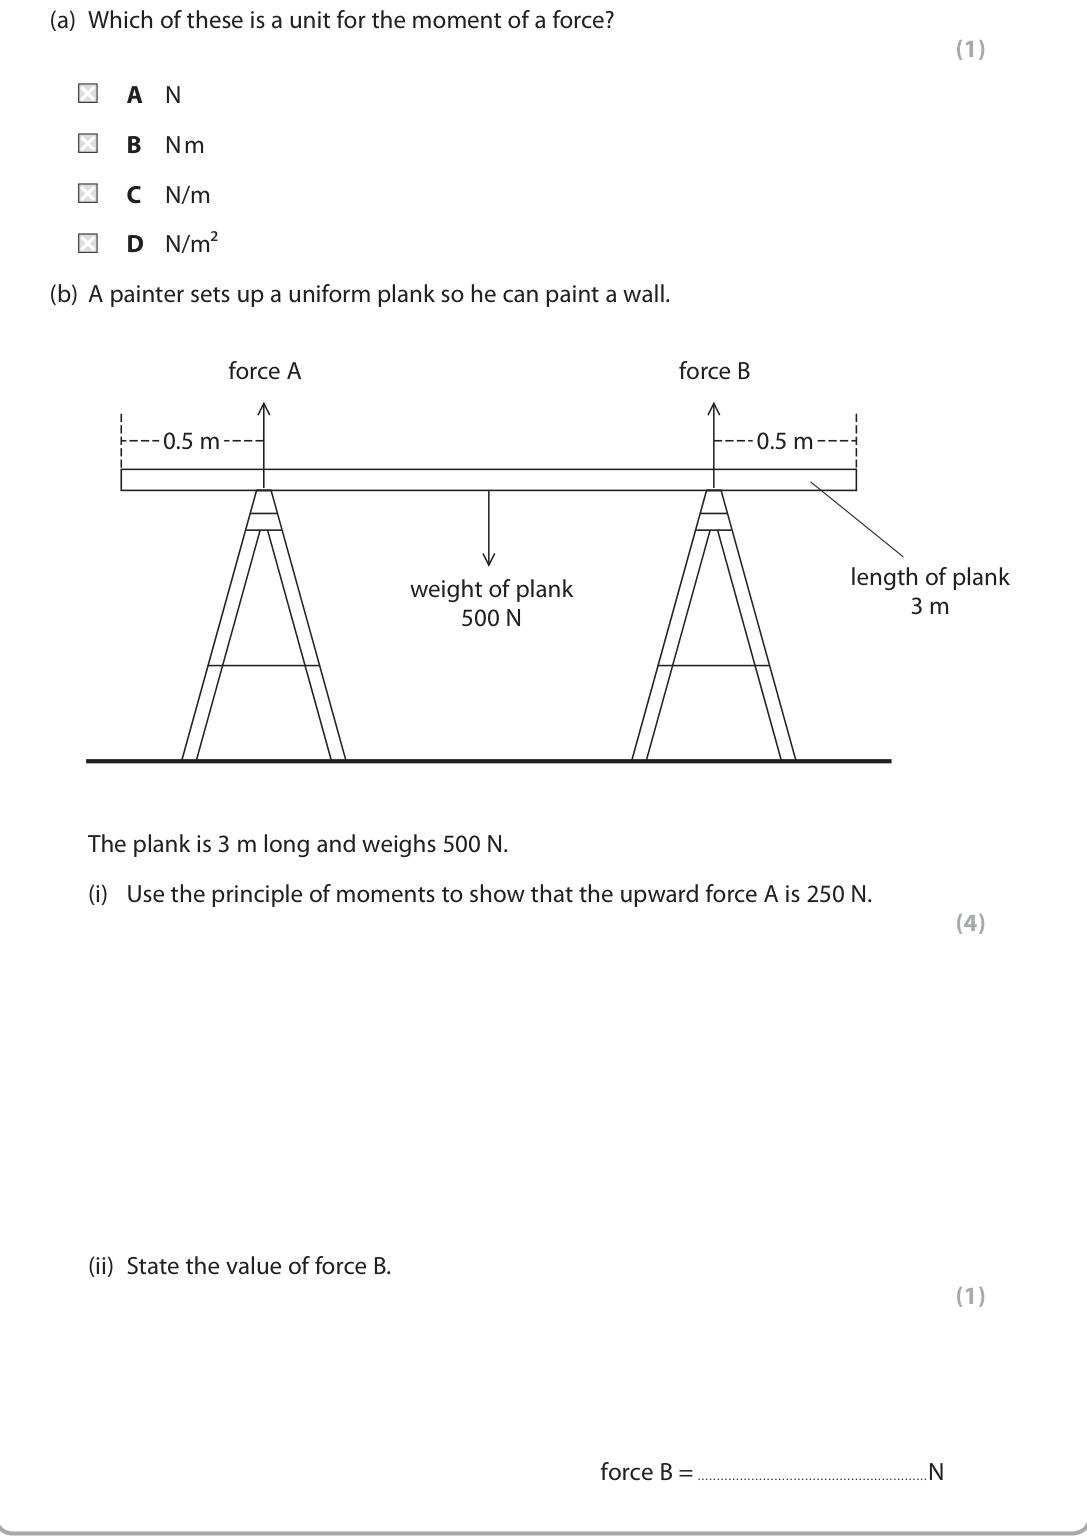 (a) Which of these is a unit for the moment of a force?
(1)
A N
B Nm
C N/m
D N/m²
(b) A painter sets up a uniform plank so he can paint a wall.
force A force B
0.5 m 0.5 m
weight of plank
500 N
length of plank
3 m
The plank is 3 m long and weighs 500 N.
(i) Use the principle of moments to show that the upward force A is 250 N.
(4)
(ii) State the value of force B.
(1)
force B = ............................................................ N